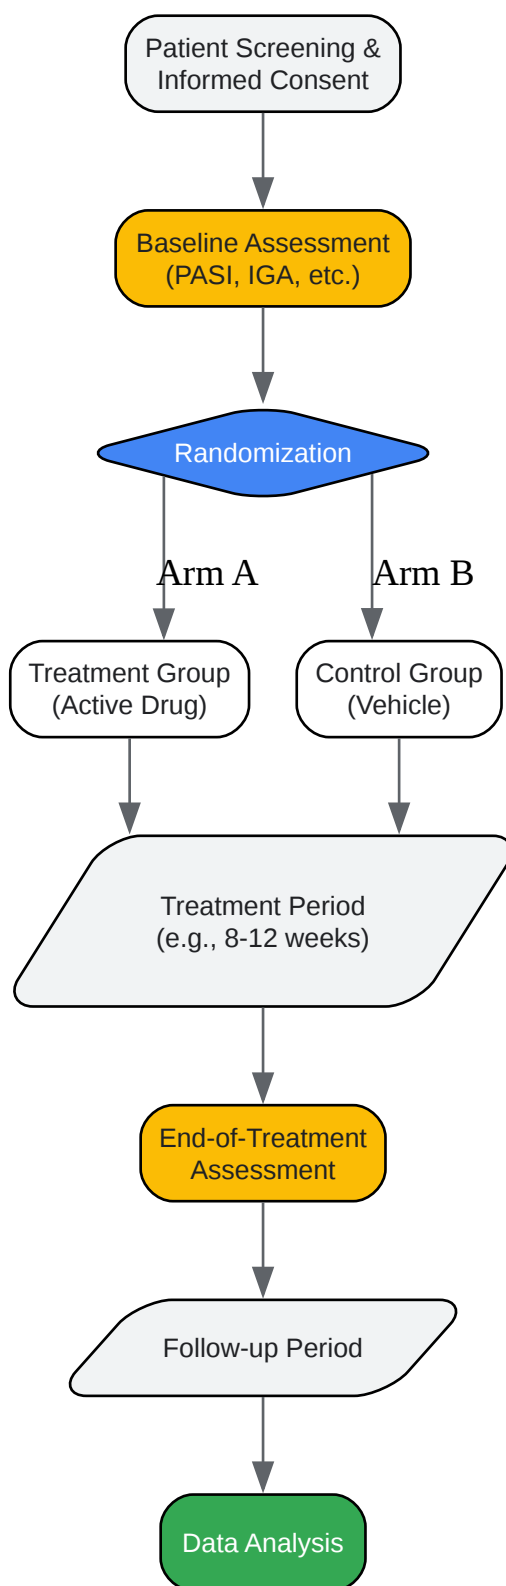 Patient Screening &
Informed Consent
Baseline Assessment
(PASI, IGA, etc.)
Randomization
Arm A
Arm B
Treatment Group
(Active Drug)
Control Group
(Vehicle)
Treatment Period
(e.g., 8-12 weeks)
End-of-Treatment
Assessment
Follow-up Period
Data Analysis